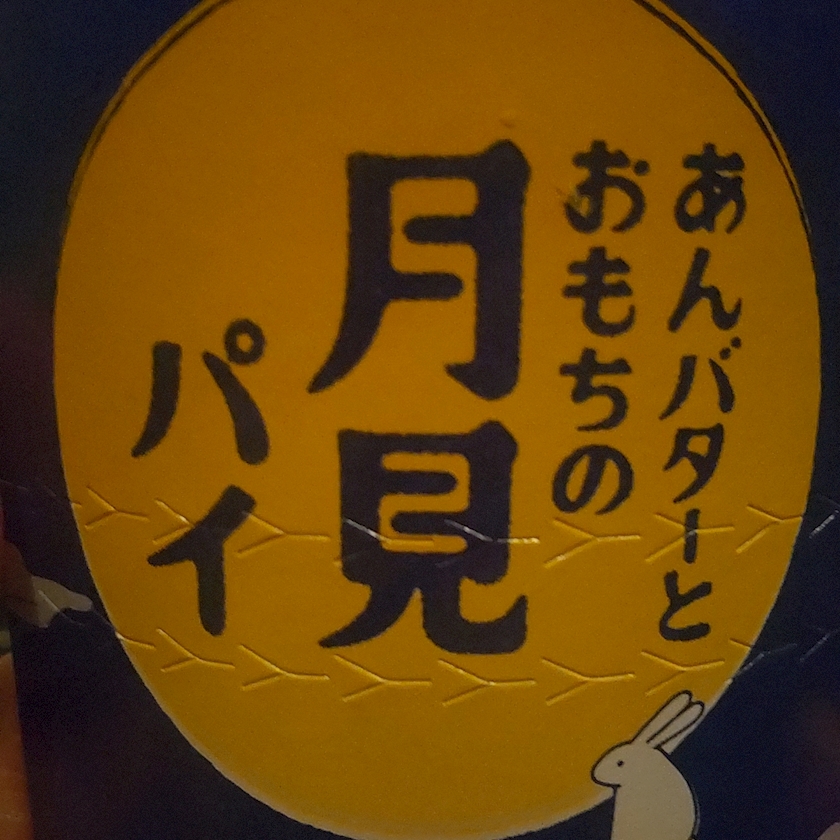 あんバターと
おもちの
月見
パイ